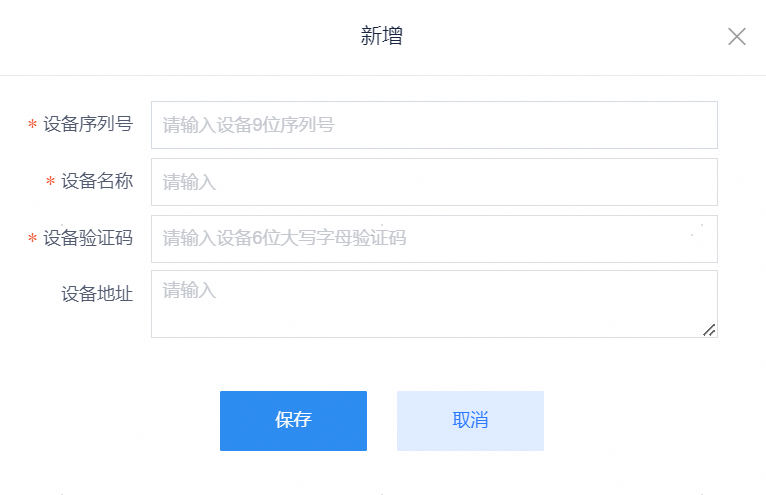 新增
* 设备序列号 请输入设备9位序列号
* 设备名称 请输入
* 设备验证码 请输入设备6位大写字母验证码
设备地址 请输入
保存 取消